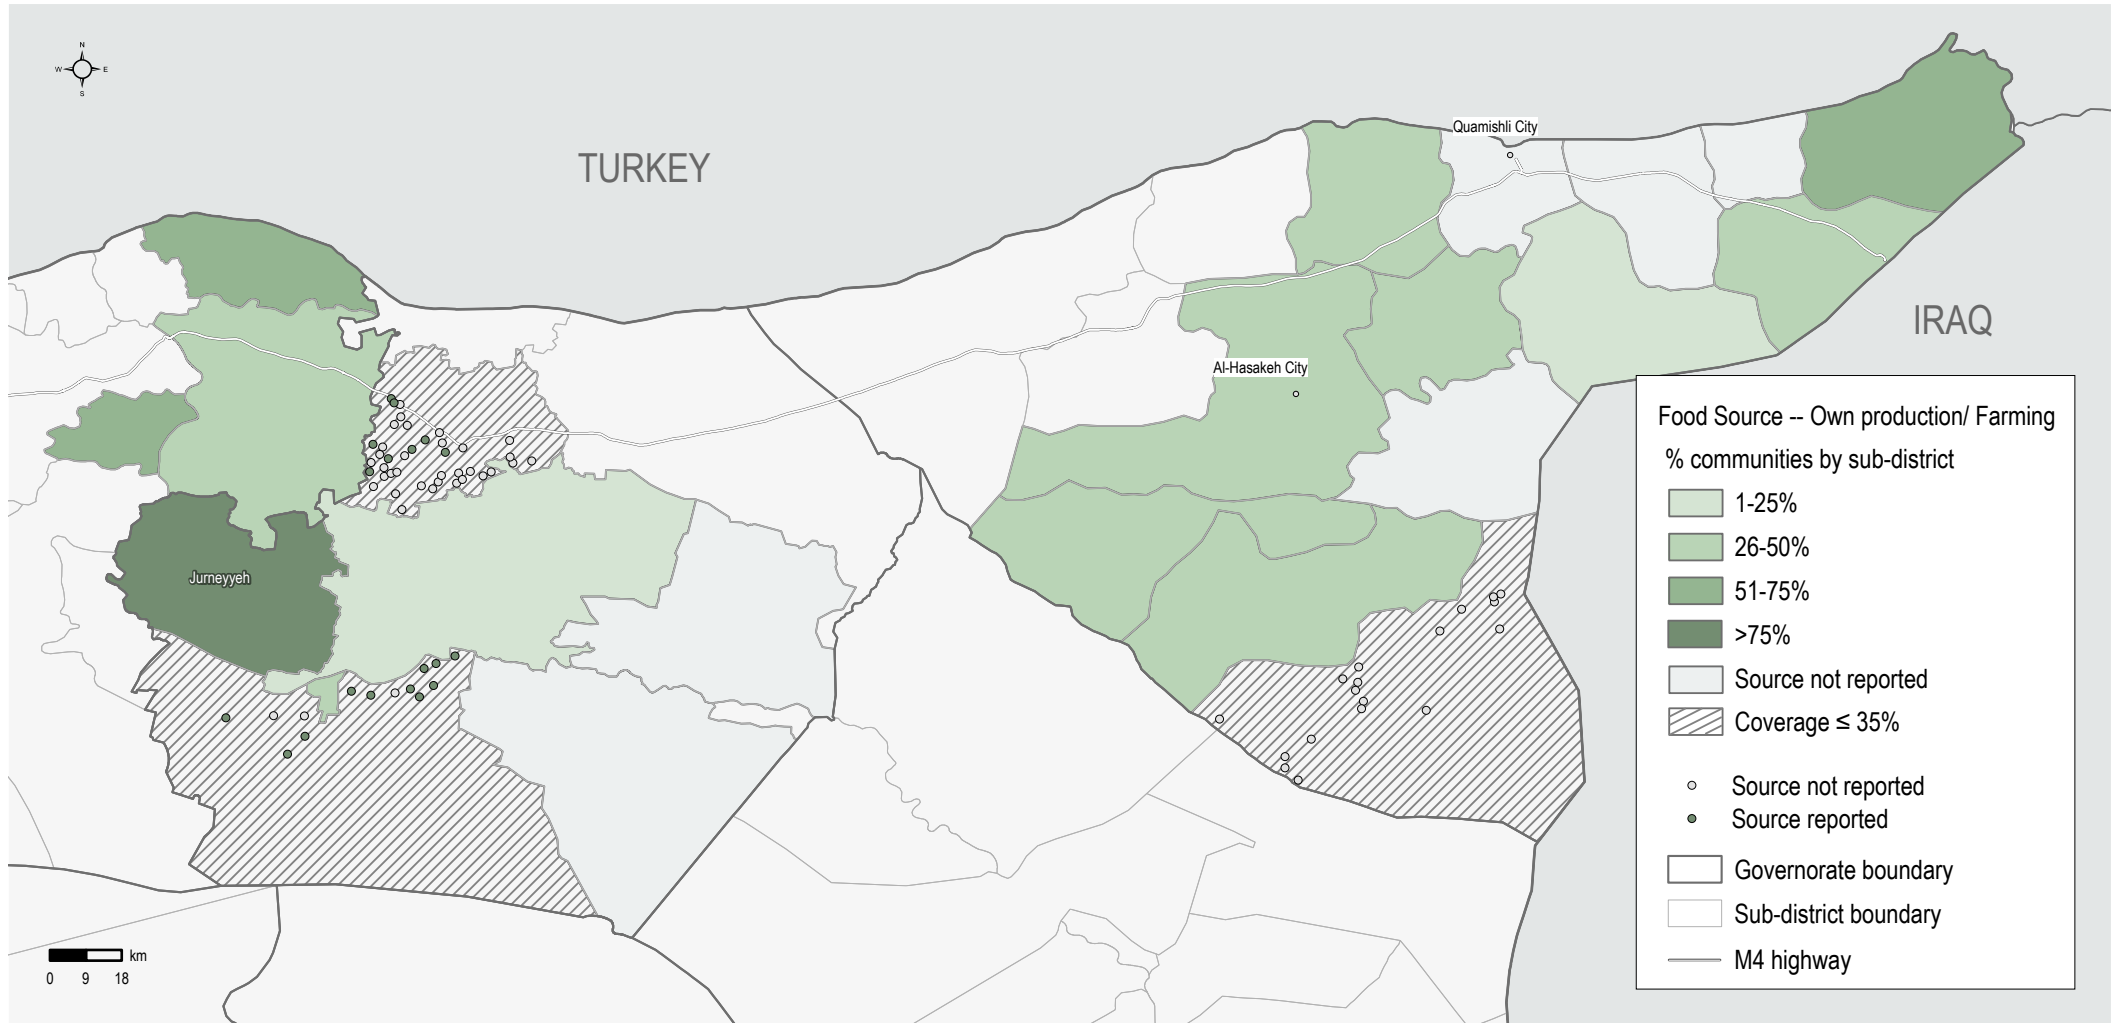 N
W E
S
TURKEY
Quamishli City
IRAQ
Al-Hasakeh City
Jurneyyeh
Food Source -- Own production/ Farming
% communities by sub-district
1-25%
26-50%
51-75%
>75%
Source not reported
Coverage ≤ 35%
Source not reported
Source reported
Governorate boundary
Sub-district boundary
M4 highway
km
0 9 18